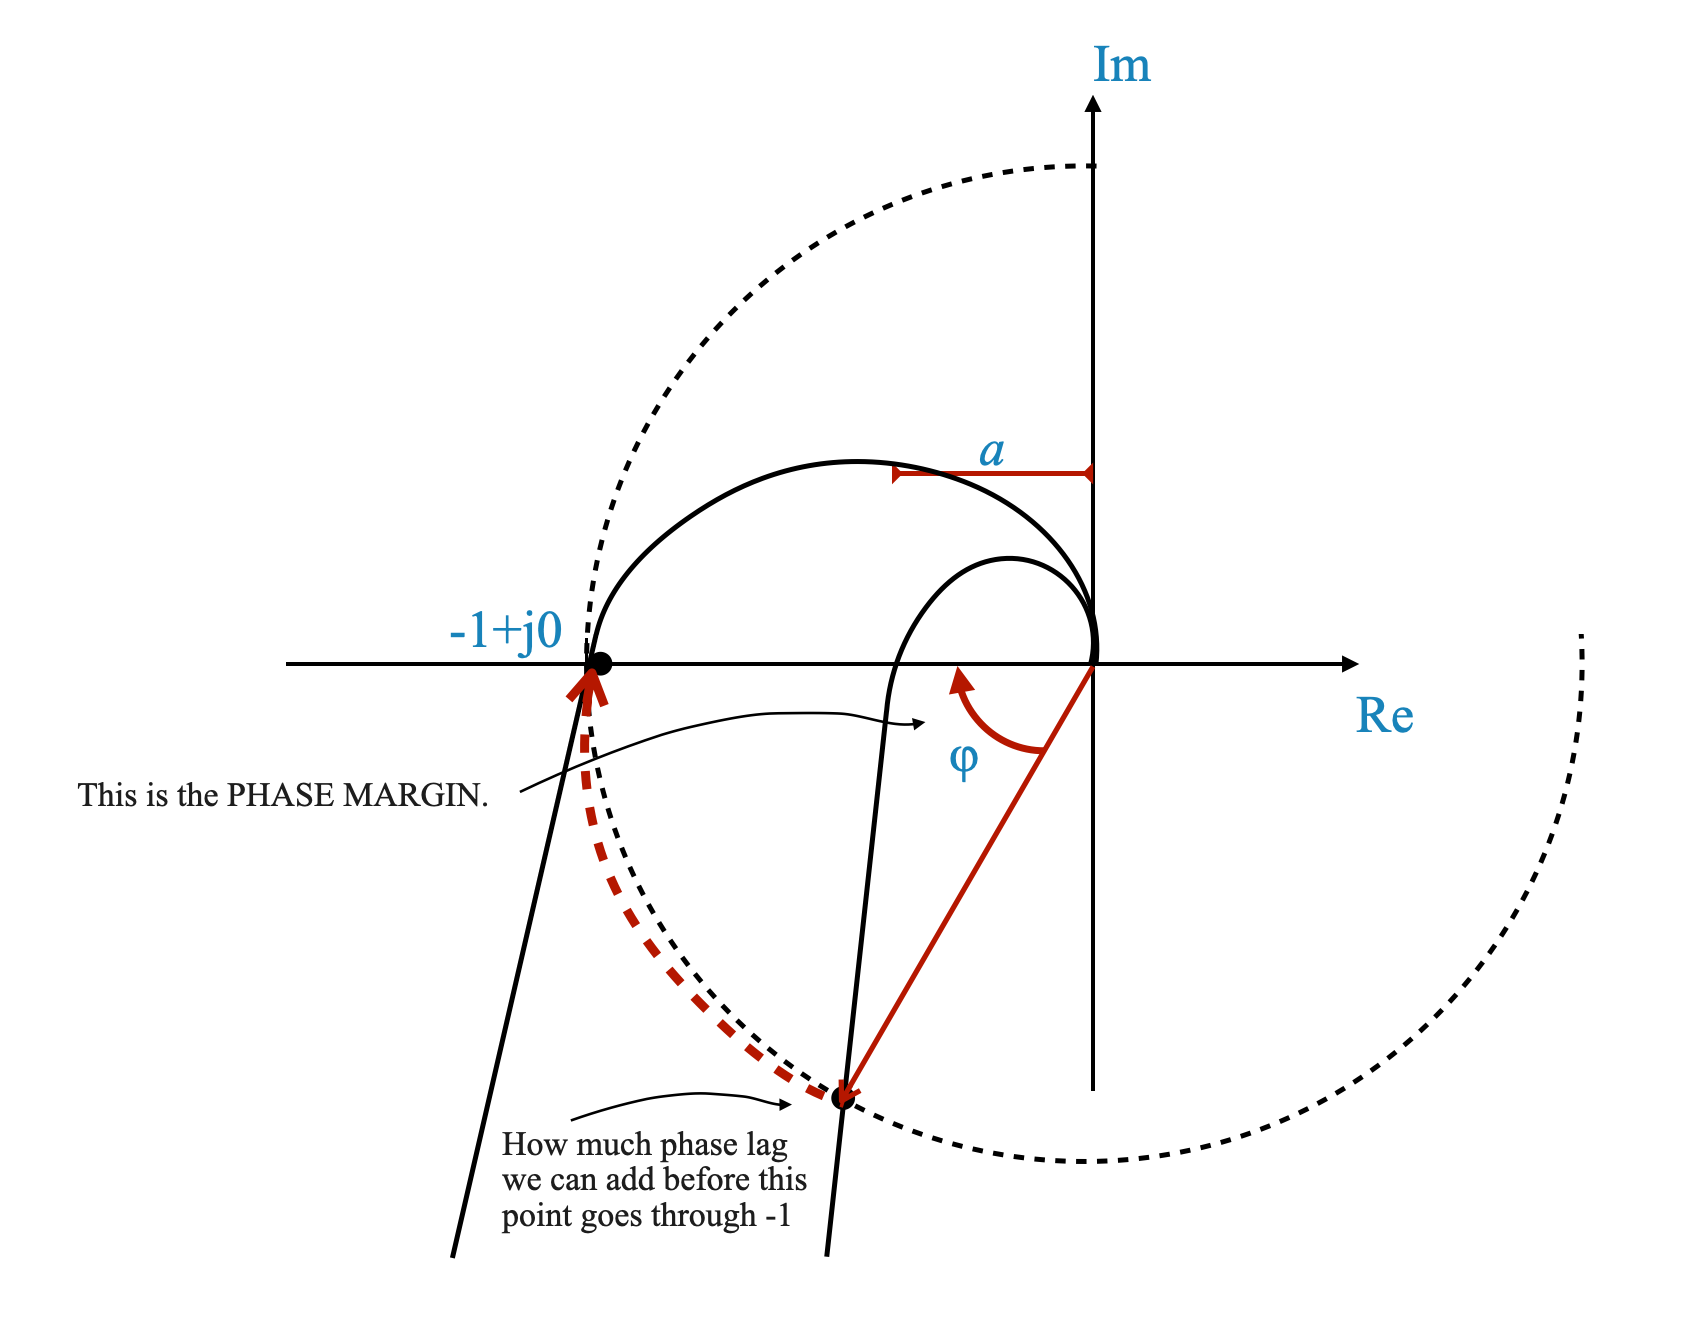 Im
a
-1+j0
Re
φ
This is the PHASE MARGIN.
How much phase lag
we can add before this
point goes through -1